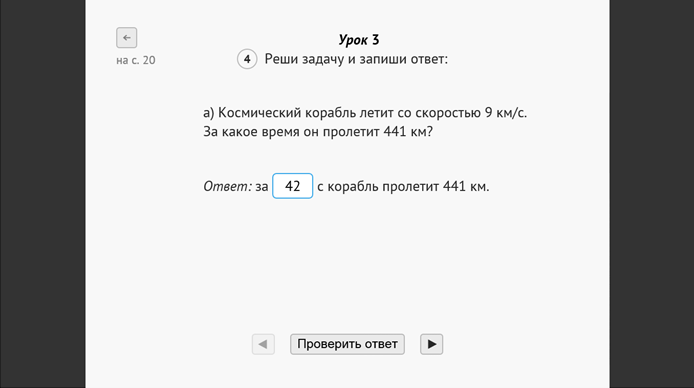 Урок 3
на с. 20
4 Реши задачу и запиши ответ:
а) Космический корабль летит со скоростью 9 км/с.
За какое время он пролетит 441 км?
Ответ: за 42 с корабль пролетит 441 км.
Проверить ответ